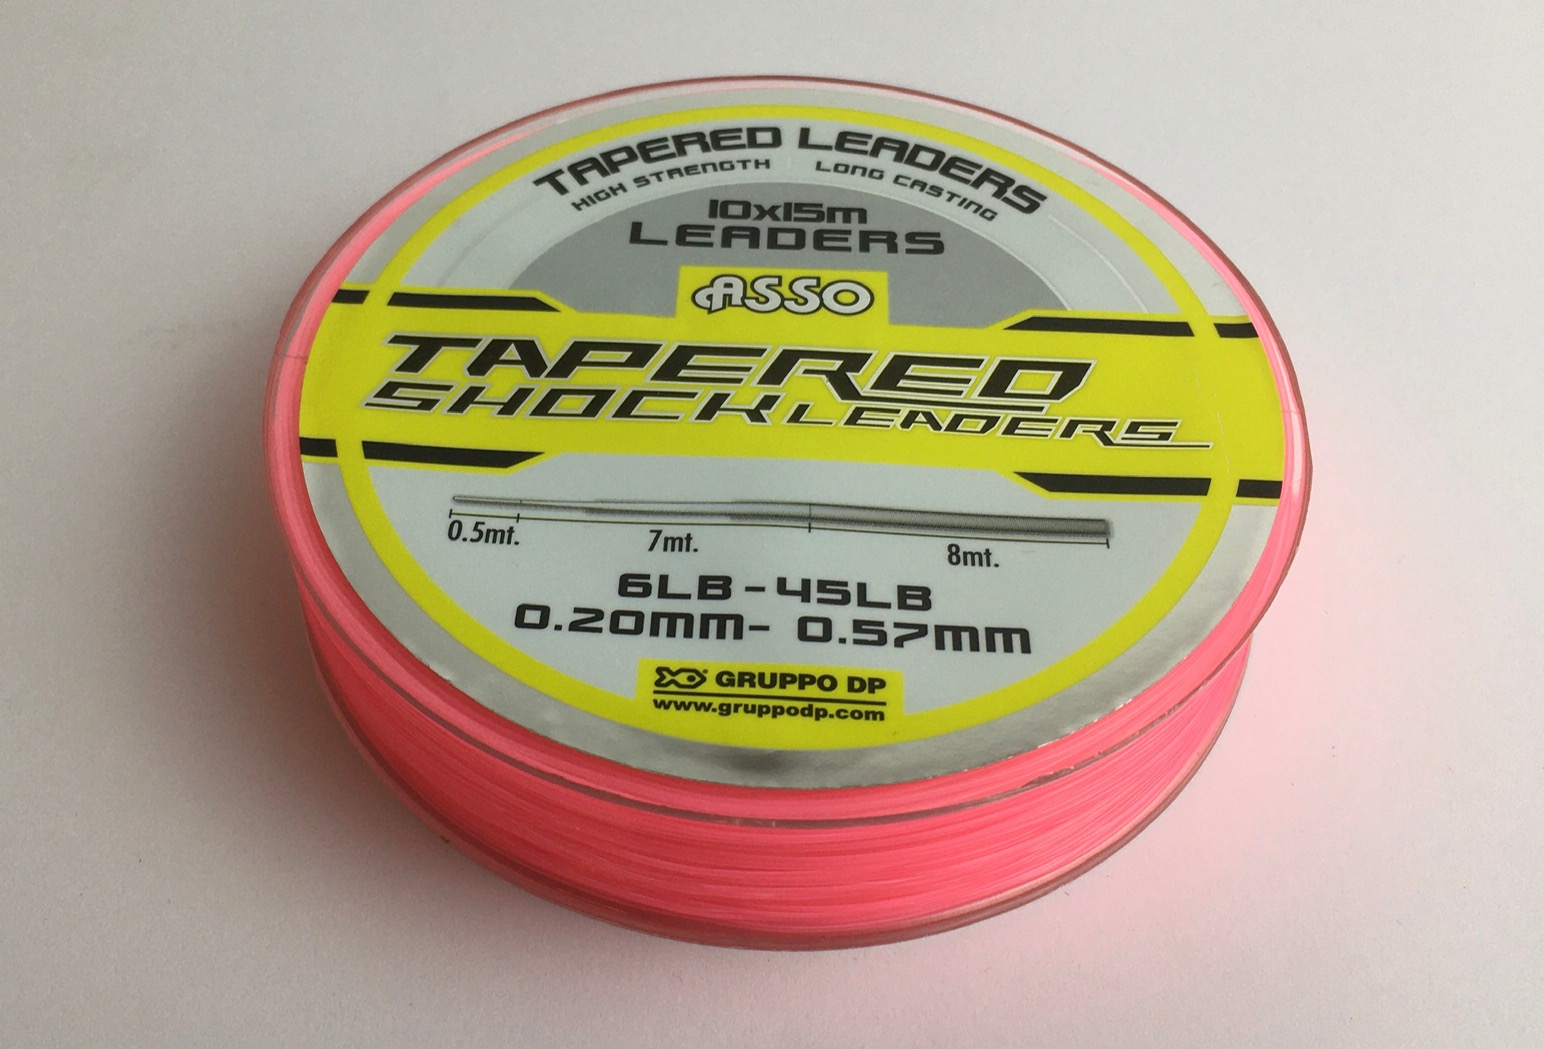 TAPERED LEADERS
HIGH STRENGTH LONG CASTING
10x15m
LEADERS
ASSO
TAPERED
SHOCK LEADERS
0.5mt. 7mt. 8mt.
6LB-45LB
0.20mm- 0.57mm
GRUPPO DP
www.gruppodp.com